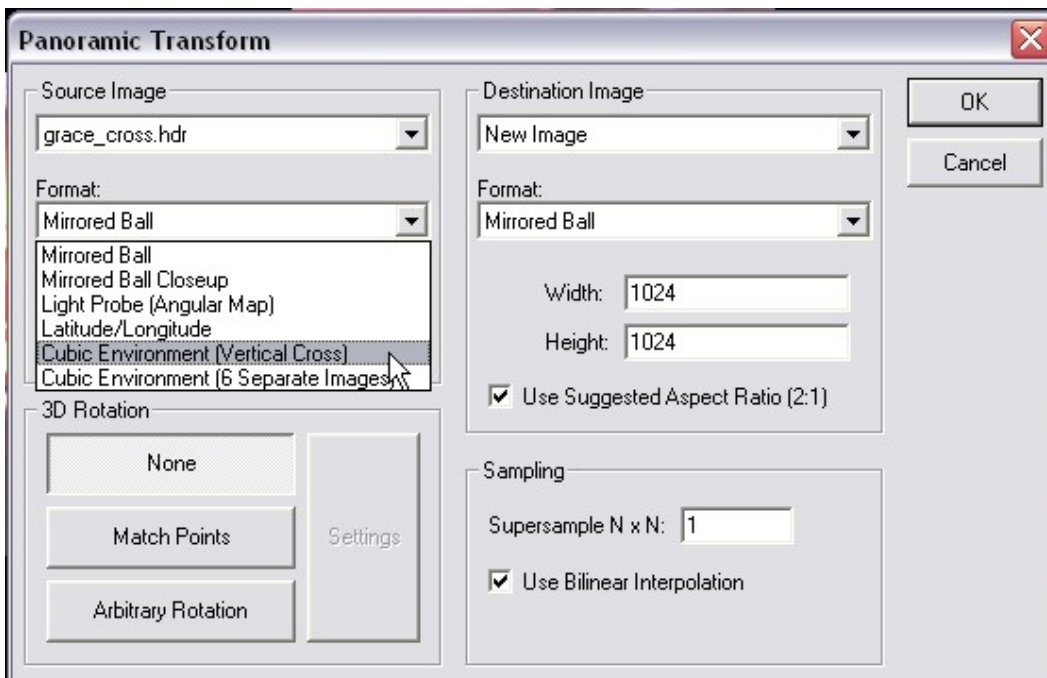 Panoramic Transform
Source Image
grace_cross.hdr
Format:
Mirrored Ball
Mirrored Ball
Mirrored Ball Closeup
Light Probe (Angular Map)
Latitude/Longitude
Cubic Environment (Vertical Cross)
Cubic Environment (6 Separate Images)
3D Rotation
None
Match Points
Arbitrary Rotation
Settings
Destination Image
New Image
Format:
Mirrored Ball
Width: 1024
Height: 1024
Use Suggested Aspect Ratio (2:1)
Sampling
Supersample N x N: 1
Use Bilinear Interpolation
OK
Cancel